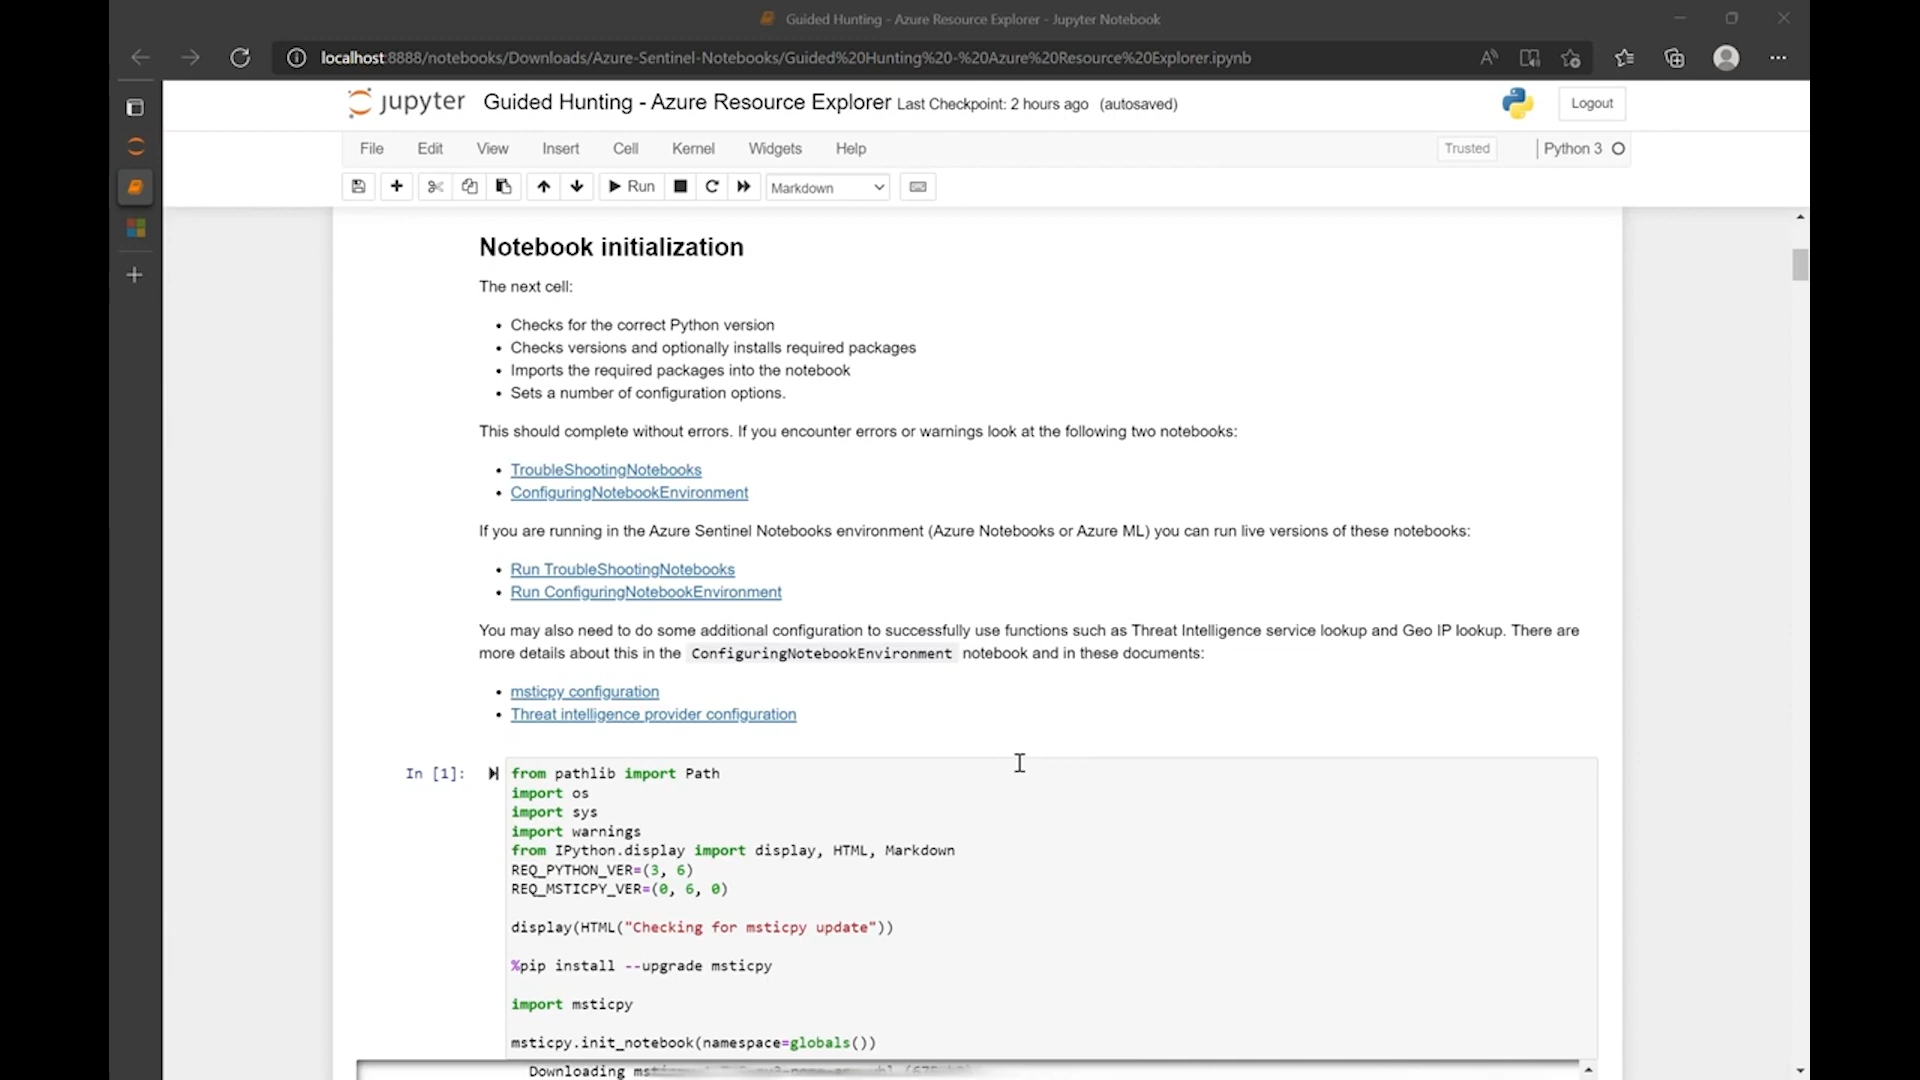 Guided Hunting - Azure Resource Explorer - Jupyter Notebook
localhost:8888/notebooks/Downloads/Azure-Sentinel-Notebooks/Guided%20Hunting%20-%20Azure%20Resource%20Explorer.ipynb
jupyter Guided Hunting - Azure Resource Explorer Last Checkpoint: 2 hours ago (autosaved) Logout
File Edit View Insert Cell Kernel Widgets Help Trusted Python 3
Run Markdown
Notebook initialization
The next cell:
• Checks for the correct Python version
• Checks versions and optionally installs required packages
• Imports the required packages into the notebook
• Sets a number of configuration options.
This should complete without errors. If you encounter errors or warnings look at the following two notebooks:
• TroubleShootingNotebooks
• ConfiguringNotebookEnvironment
If you are running in the Azure Sentinel Notebooks environment (Azure Notebooks or Azure ML) you can run live versions of these notebooks:
• Run TroubleShootingNotebooks
• Run ConfiguringNotebookEnvironment
You may also need to do some additional configuration to successfully use functions such as Threat Intelligence service lookup and Geo IP lookup. There are
more details about this in the ConfiguringNotebookEnvironment notebook and in these documents:
• msticpy configuration
• Threat intelligence provider configuration
In [1]: from pathlib import Path
import os
import sys
import warnings
from IPython.display import display, HTML, Markdown
REQ_PYTHON_VER=(3, 6)
REQ_MSTICPY_VER=(0, 6, 0)
display(HTML("Checking for msticpy update"))
%pip install --upgrade msticpy
import msticpy
msticpy.init_notebook(namespace=globals())
Downloading